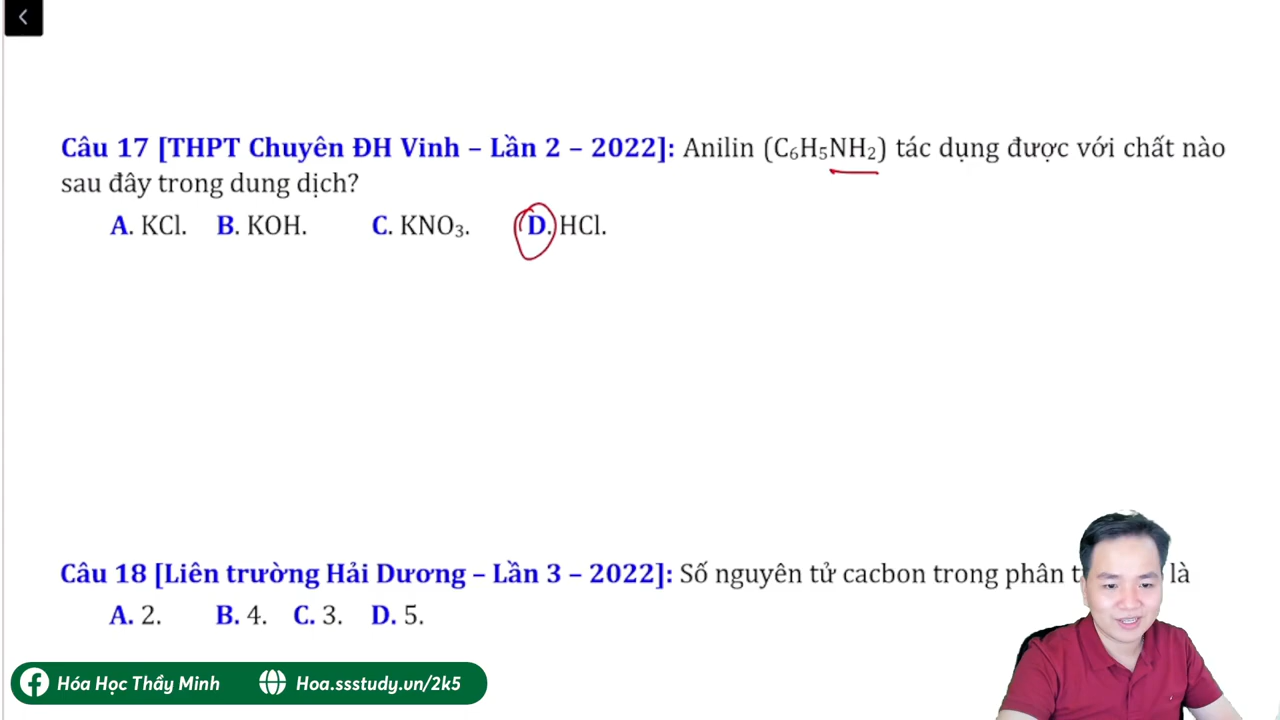 Câu 17 [THPT Chuyên ĐH Vinh – Lần 2 – 2022]: Anilin (C₆H₅NH₂) tác dụng được với chất nào
sau đây trong dung dịch?
A. KCl. B. KOH. C. KNO₃. D. HCl.
Câu 18 [Liên trường Hải Dương – Lần 3 – 2022]: Số nguyên tử cacbon trong phân là
A. 2. B. 4. C. 3. D. 5.
Hóa Học Thầy Minh Hoa.ssstudy.vn/2k5